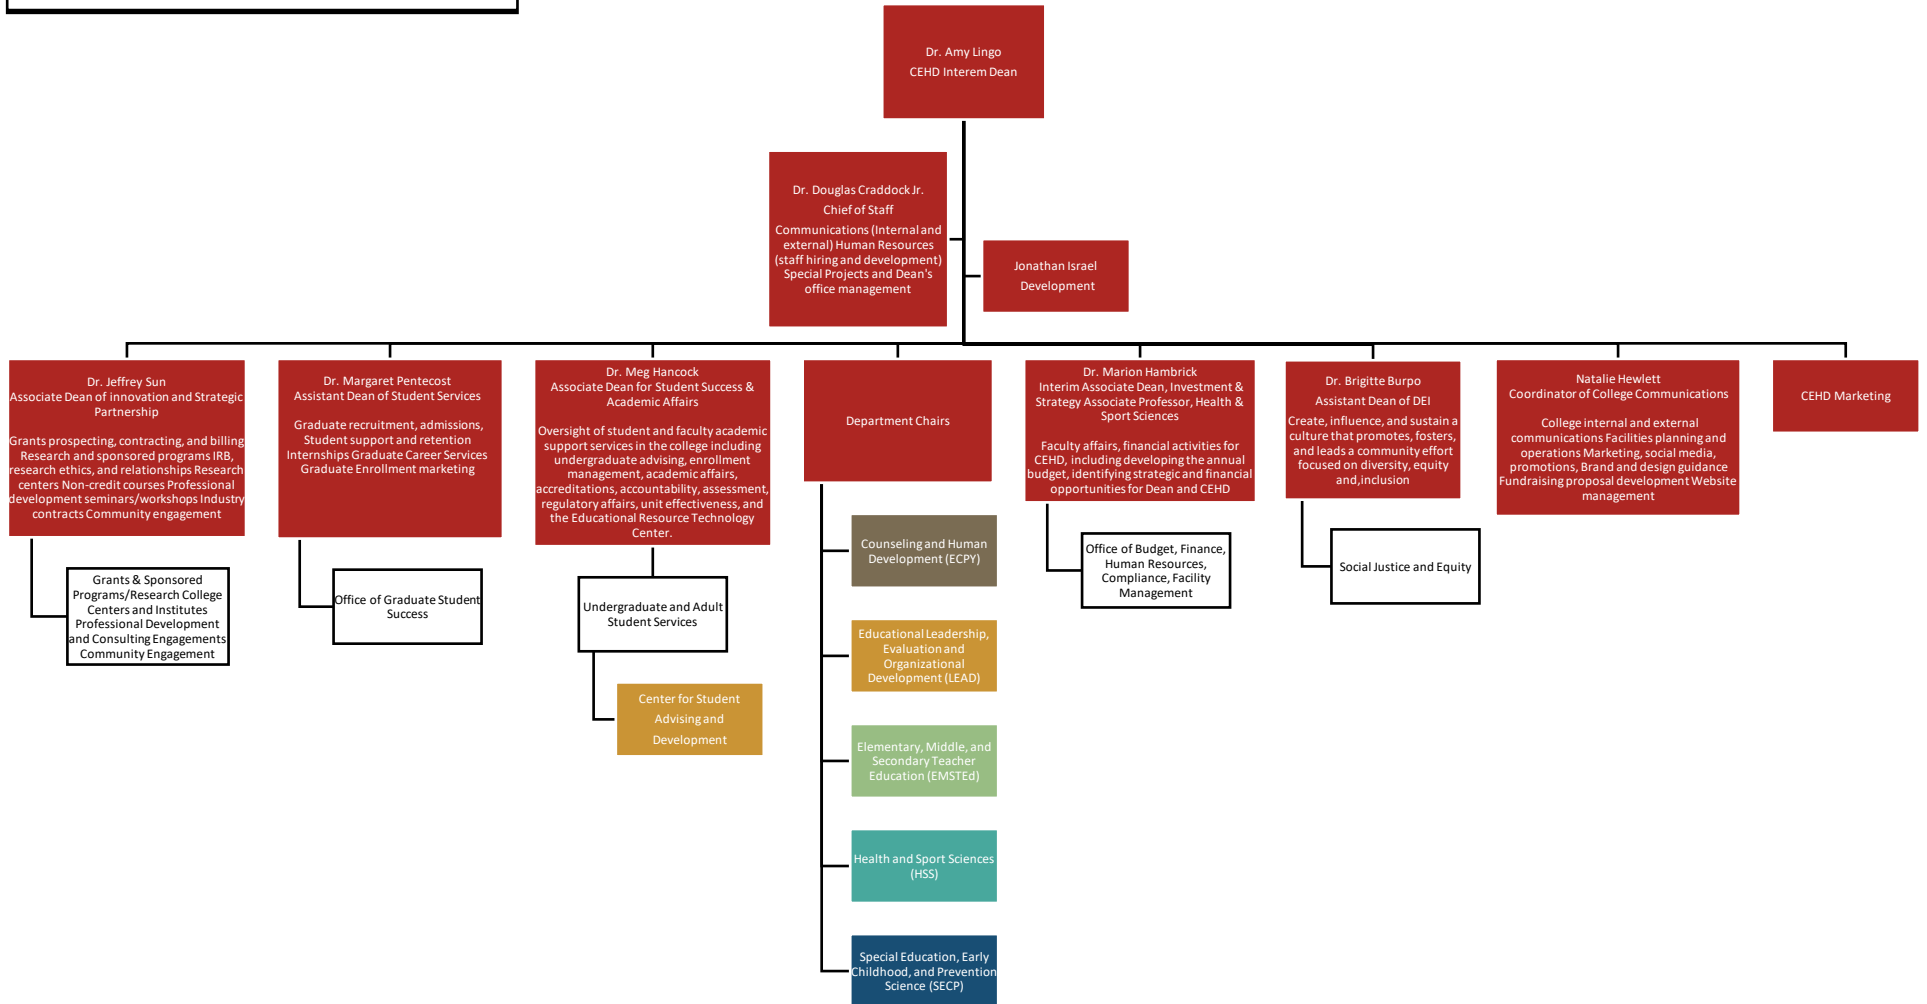 Dr. Amy Lingo
CEHD Interem Dean
Dr. Douglas Craddock Jr.
Chief of Staff
Communications (Internal and
external) Human Resources
(staff hiring and development)
Special Projects and Dean's
office management
Jonathan Israel
Development
Dr. Jeffrey Sun
Associate Dean of innovation and Strategic
Partnership
Grants prospecting, contracting, and billing
Research and sponsored programs IRB,
research ethics, and relationships Research
centers Non-credit courses Professional
development seminars/workshops Industry
contracts Community engagement
Grants & Sponsored
Programs/Research College
Centers and Institutes
Professional Development
and Consulting Engagements
Community Engagement
Dr. Margaret Pentecost
Assistant Dean of Student Services
Graduate recruitment, admissions,
Student support and retention
Internships Graduate Career Services
Graduate Enrollment marketing
Office of Graduate Student
Success
Dr. Meg Hancock
Associate Dean for Student Success &
Academic Affairs
Oversight of student and faculty academic
support services in the college including
undergraduate advising, enrollment
management, academic affairs,
accreditations, accountability, assessment,
regulatory affairs, unit effectiveness, and
the Educational Resource Technology
Center.
Undergraduate and Adult
Student Services
Center for Student
Advising and
Development
Department Chairs
Counseling and Human
Development (ECPY)
Educational Leadership,
Evaluation and
Organizational
Development (LEAD)
Elementary, Middle, and
Secondary Teacher
Education (EMSTEd)
Health and Sport Sciences
(HSS)
Special Education, Early
Childhood, and Prevention
Science (SECP)
Dr. Marion Hambrick
Interim Associate Dean, Investment &
Strategy Associate Professor, Health &
Sport Sciences
Faculty affairs, financial activities for
CEHD, including developing the annual
budget, identifying strategic and financial
opportunities for Dean and CEHD
Office of Budget, Finance,
Human Resources,
Compliance, Facility
Management
Dr. Brigitte Burpo
Assistant Dean of DEI
Create, influence, and sustain a
culture that promotes, fosters,
and leads a community effort
focused on diversity, equity
and,inclusion
Social Justice and Equity
Natalie Hewlett
Coordinator of College Communications
College internal and external
communications Facilities planning and
operations Marketing, social media,
promotions, Brand and design guidance
Fundraising proposal development Website
management
CEHD Marketing